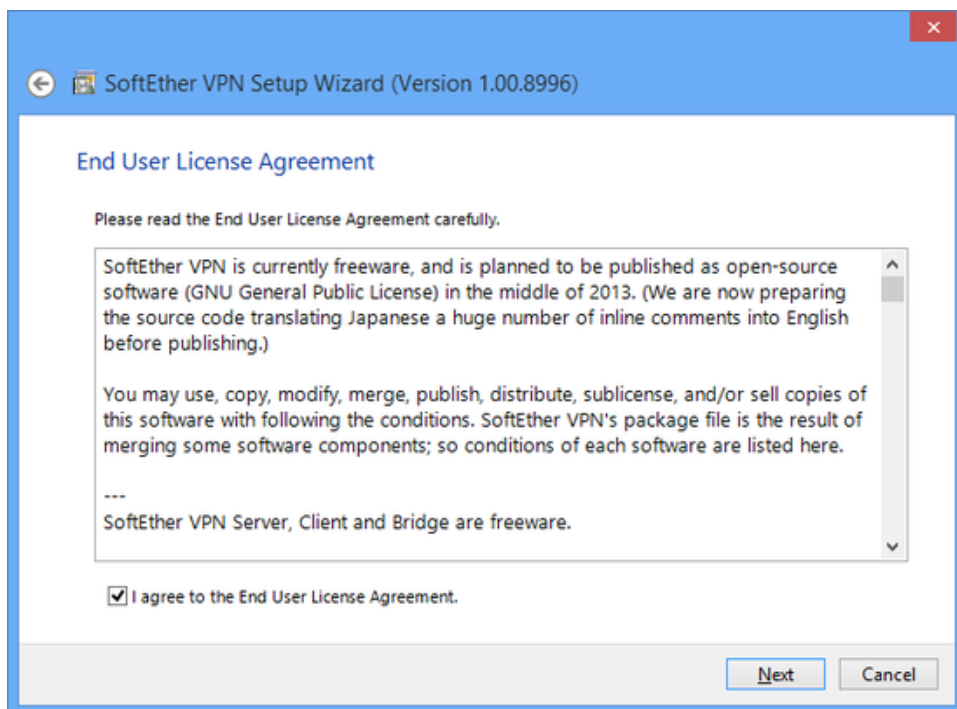 SoftEther VPN Setup Wizard (Version 1.00.8996)
End User License Agreement
Please read the End User License Agreement carefully.
SoftEther VPN is currently freeware, and is planned to be published as open-source
software (GNU General Public License) in the middle of 2013. (We are now preparing
the source code translating Japanese a huge number of inline comments into English
before publishing.)
You may use, copy, modify, merge, publish, distribute, sublicense, and/or sell copies of
this software with following the conditions. SoftEther VPN's package file is the result of
merging some software components; so conditions of each software are listed here.
---
SoftEther VPN Server, Client and Bridge are freeware.
I agree to the End User License Agreement.
Next Cancel